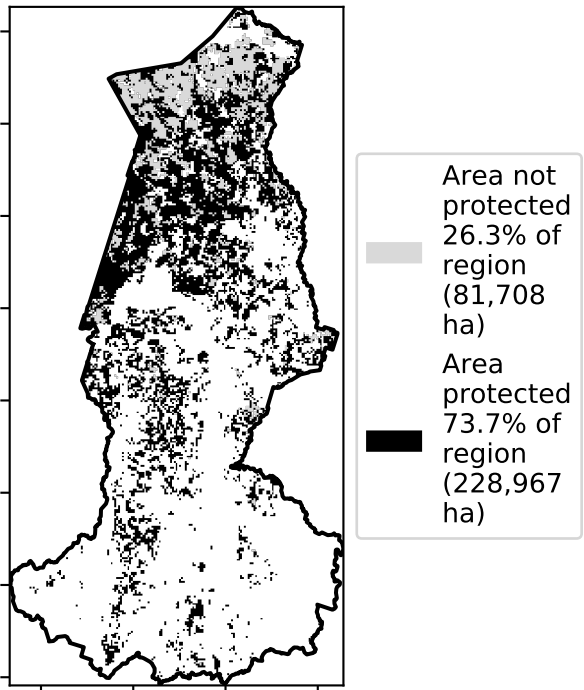 Area not
protected
26.3% of
region
(81,708
ha)
Area
protected
73.7% of
region
(228,967
ha)